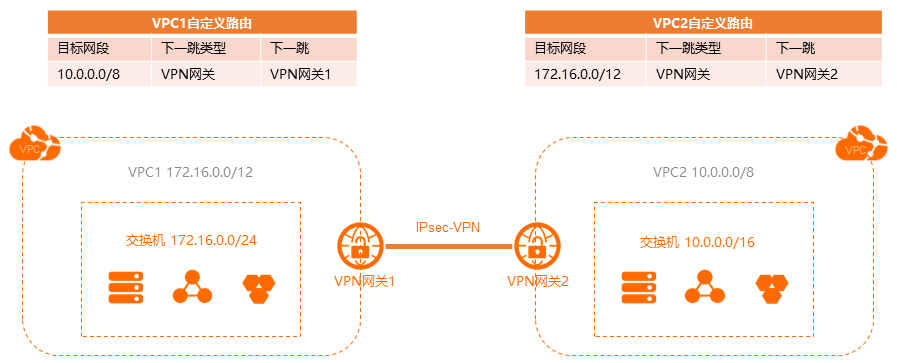 VPC1自定义路由
目标网段 下一跳类型 下一跳
10.0.0.0/8 VPN网关 VPN网关1
VPC2自定义路由
目标网段 下一跳类型 下一跳
172.16.0.0/12 VPN网关 VPN网关2
VPC
VPC1 172.16.0.0/12
交换机 172.16.0.0/24
VPN网关1
IPsec-VPN
VPC
VPC2 10.0.0.0/8
交换机 10.0.0.0/16
VPN网关2